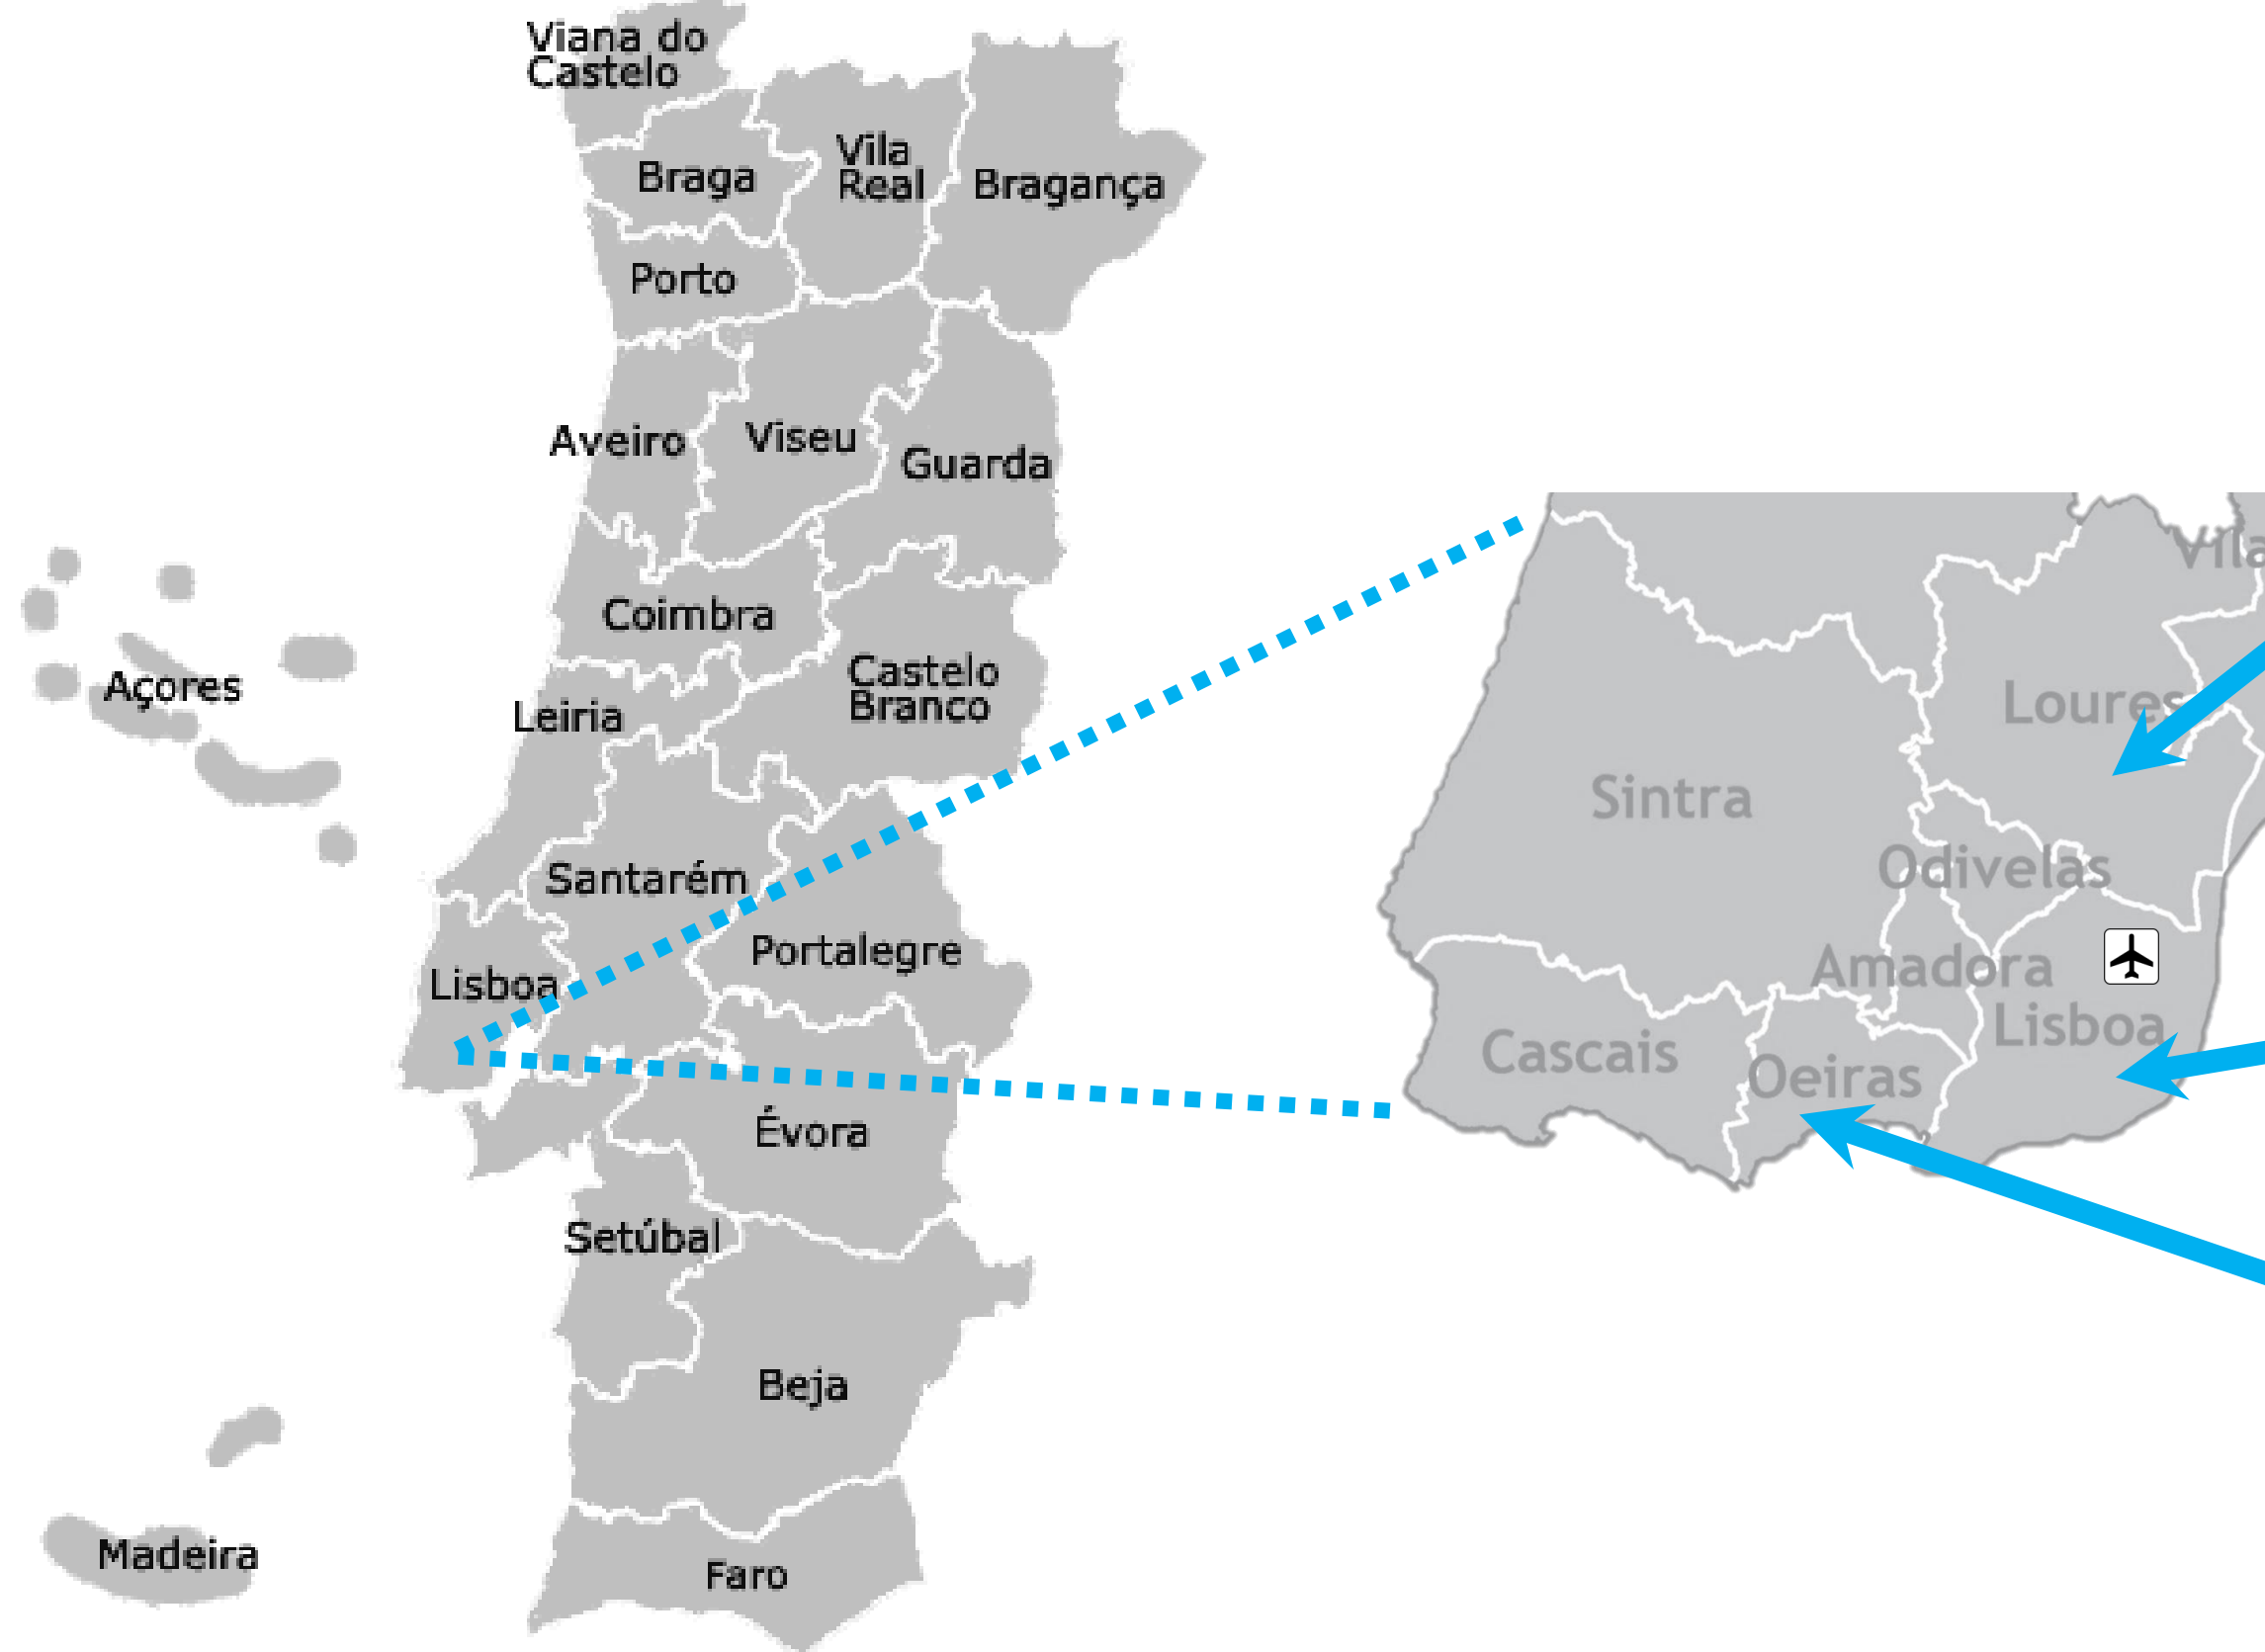 Viana do
Castelo
Braga
Vila
Real
Bragança
Porto
Aveiro
Viseu
Guarda
Coimbra
Açores
Leiria
Castelo
Branco
Santarém
Portalegre
Lisboa
Évora
Setúbal
Beja
Madeira
Faro
Vila
Loures
Sintra
Odivelas
Amadora
Lisboa
Cascais
Oeiras